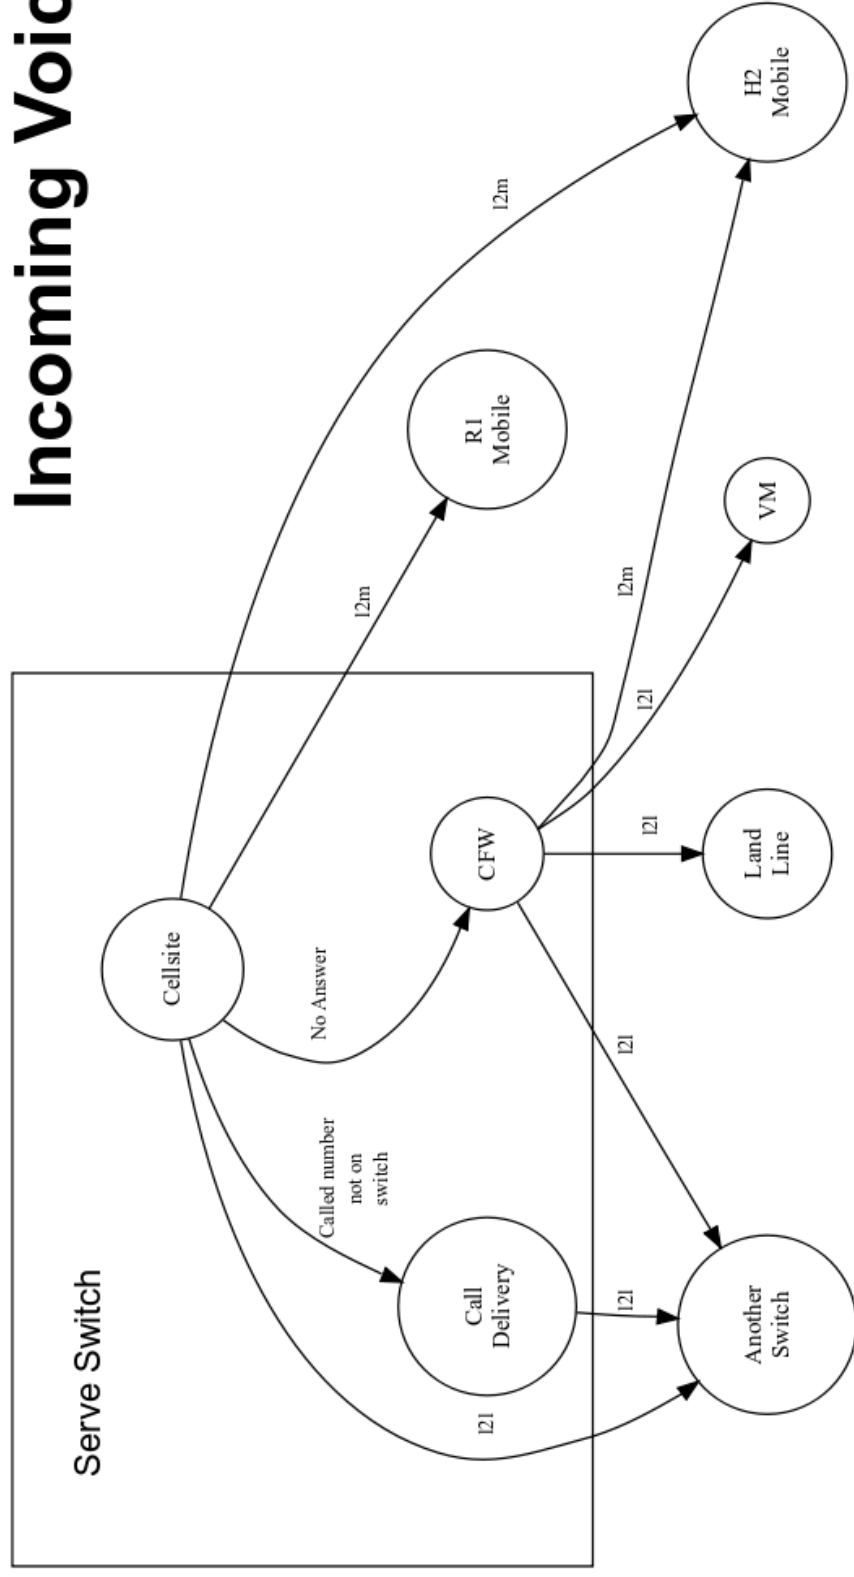 Incoming Voic
Serve Switch
Cellsite
Called number
not on
switch
No Answer
l2m
l2l
Call
Delivery
CFW
R1
Mobile
l2m
l2l
l2l
l2l
l2l
l2m
Another
Switch
Land
Line
VM
H2
Mobile